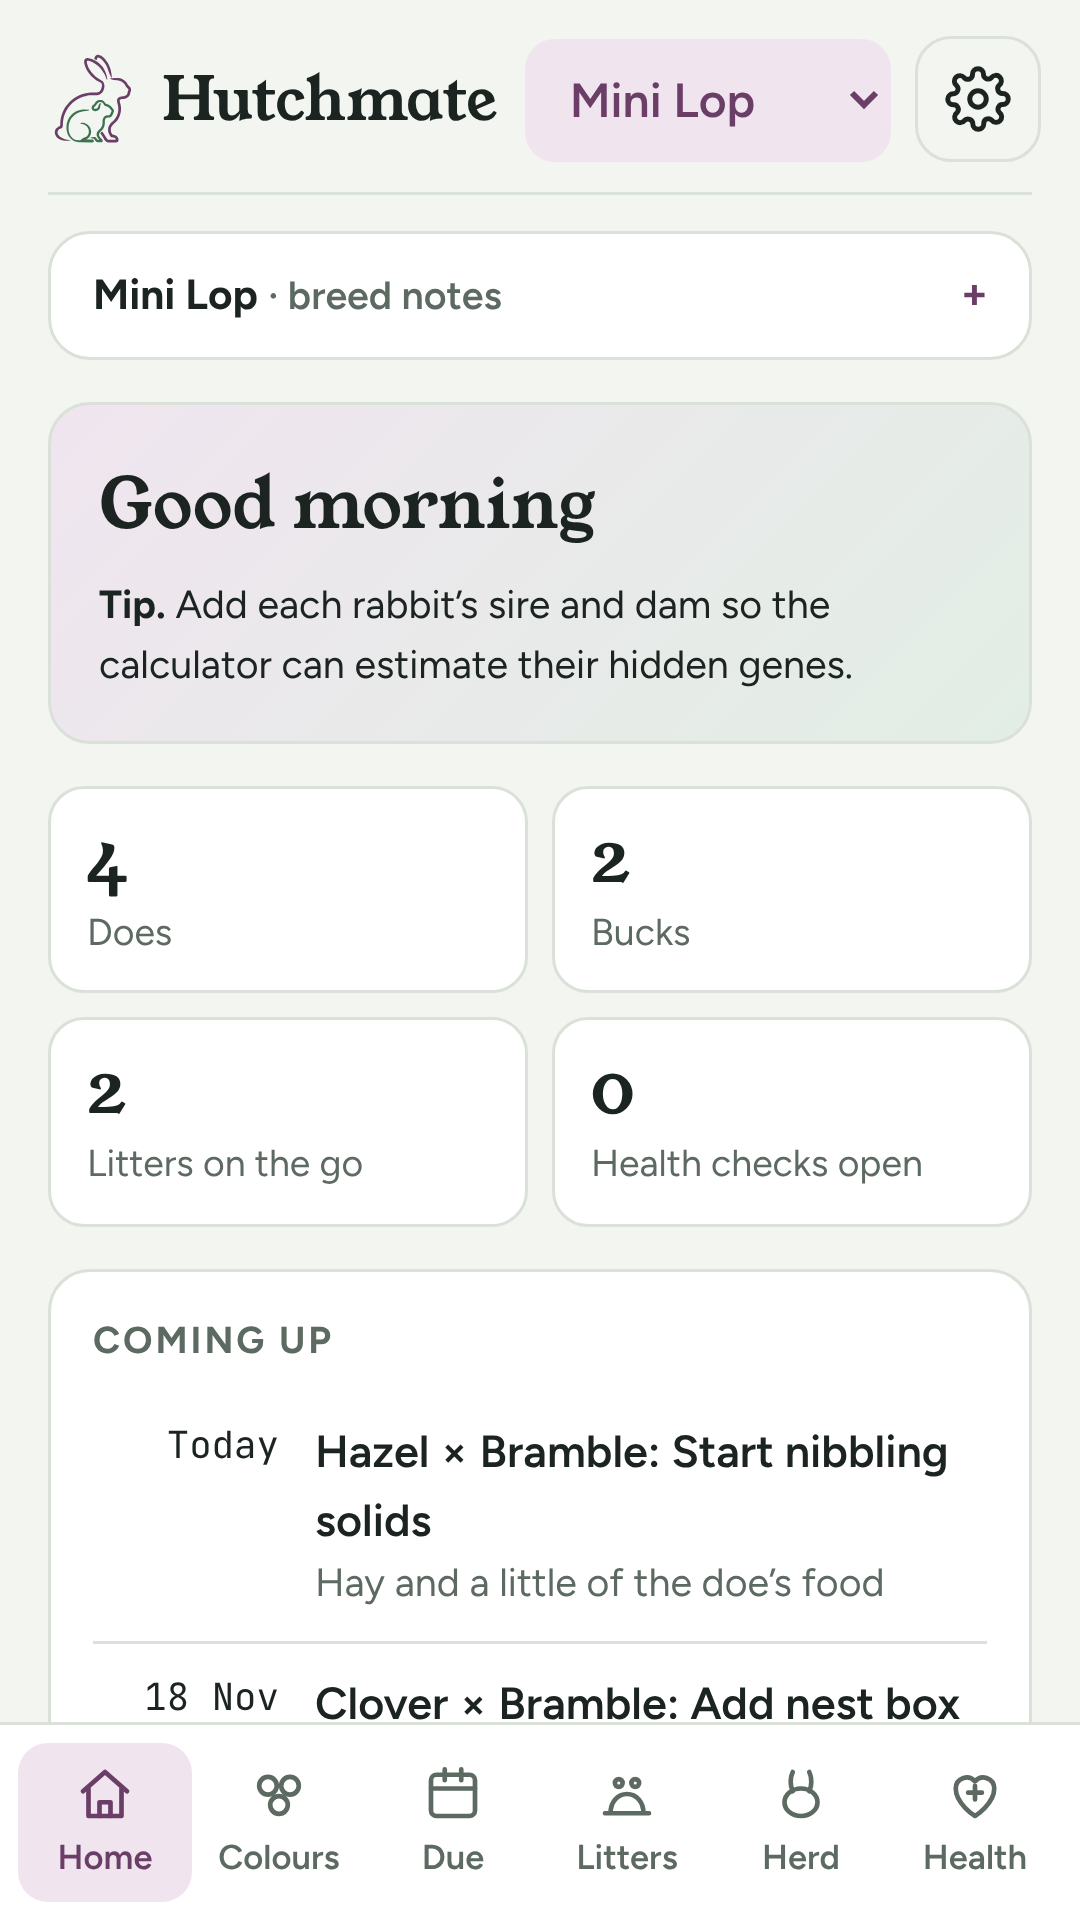 Hutchmate
Mini Lop
Mini Lop · breed notes
+
Good morning
Tip. Add each rabbit’s sire and dam so the
calculator can estimate their hidden genes.
4
Does
2
Bucks
2
Litters on the go
0
Health checks open
COMING UP
Today
Hazel × Bramble: Start nibbling
solids
Hay and a little of the doe’s food
18 Nov
Clover × Bramble: Add nest box
Home
Colours
Due
Litters
Herd
Health